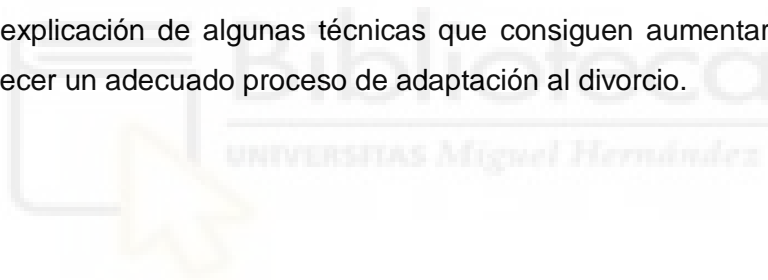 explicación de algunas técnicas que consiguen aumentar
ecer un adecuado proceso de adaptación al divorcio.
Biblioteca
UNIVERSITAS Miguel Hernández